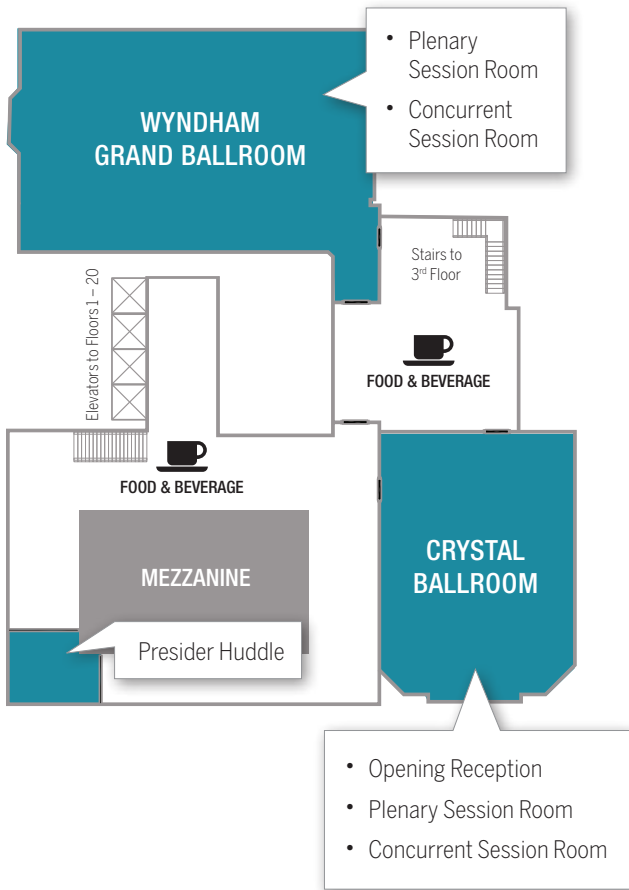 • Plenary
Session Room
• Concurrent
Session Room
WYNDHAM
GRAND BALLROOM
Stairs to
3rd Floor
Elevators to Floors 1 – 20
FOOD & BEVERAGE
FOOD & BEVERAGE
CRYSTAL
BALLROOM
MEZZANINE
Presider Huddle
• Opening Reception
• Plenary Session Room
• Concurrent Session Room